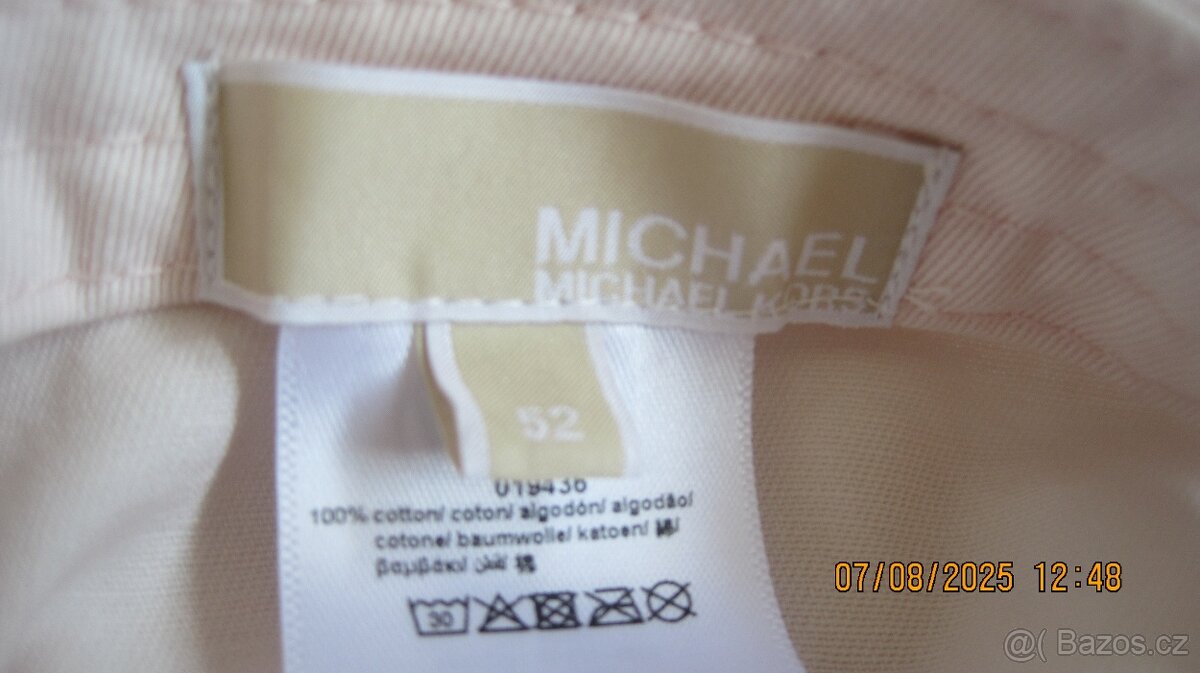 MICHAEL
MICHAEL KORS
52
019436
100% cotton/ coton/ algodón/ algodão/
cotone/ baumwolle/ katoen/ 綿/
βαμβάκι/ قطن/ 棉
30
07/08/2025 12:48
@( Bazos.cz